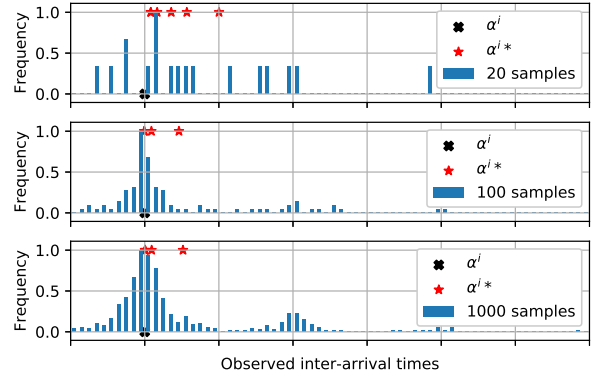 1.0
0.5
0.0
Frequency
α^i
α^i*
20 samples
1.0
0.5
0.0
Frequency
α^i
α^i*
100 samples
1.0
0.5
0.0
Frequency
α^i
α^i*
1000 samples
Observed inter-arrival times